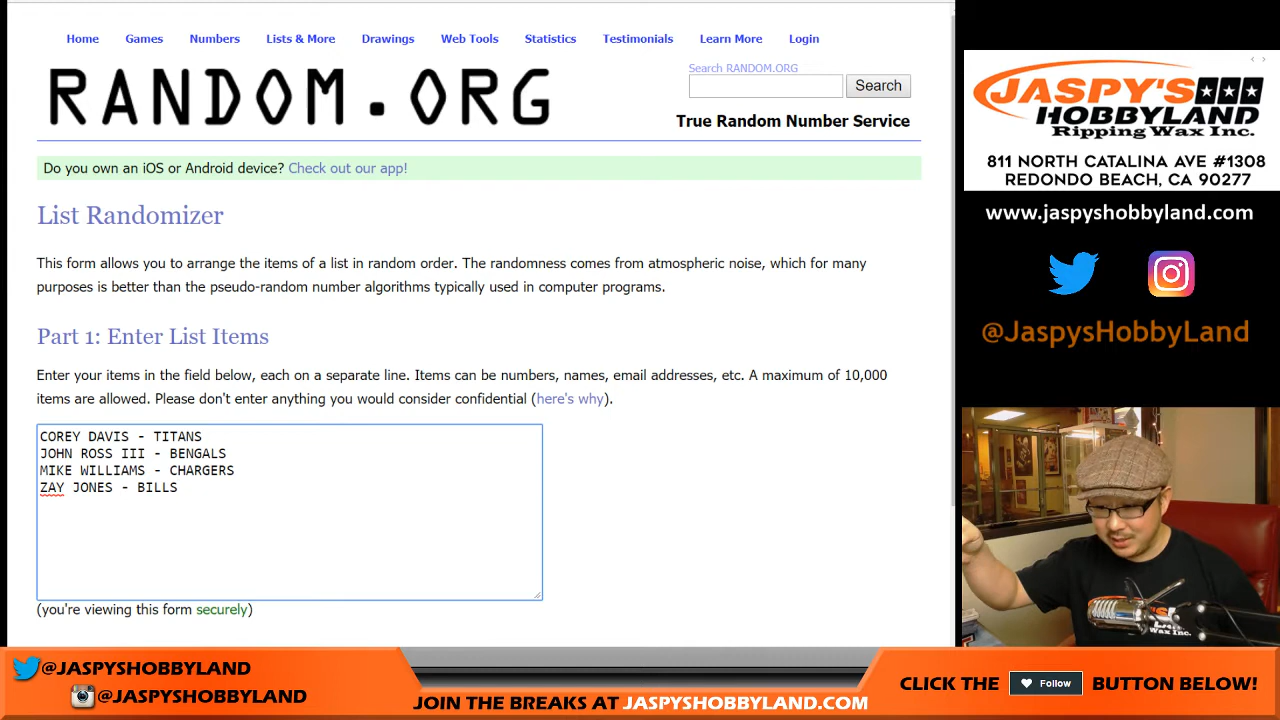 Home Games Numbers Lists & More Drawings Web Tools Statistics Testimonials Learn More Login
RANDOM.ORG
Search RANDOM.ORG
Search
True Random Number Service
Do you own an iOS or Android device? Check out our app!
List Randomizer
This form allows you to arrange the items of a list in random order. The randomness comes from atmospheric noise, which for many
purposes is better than the pseudo-random number algorithms typically used in computer programs.
Part 1: Enter List Items
Enter your items in the field below, each on a separate line. Items can be numbers, names, email addresses, etc. A maximum of 10,000
items are allowed. Please don't enter anything you would consider confidential (here's why).
COREY DAVIS - TITANS
JOHN ROSS III - BENGALS
MIKE WILLIAMS - CHARGERS
ZAY JONES - BILLS
(you're viewing this form securely)
JASPY'S
HOBBYLAND
Ripping Wax Inc.
811 NORTH CATALINA AVE #1308
REDONDO BEACH, CA 90277
www.jaspyshobbyland.com
@JaspysHobbyLand
JASPY'S
Wax Inc.
@JASPYSHOBBYLAND
@JASPYSHOBBYLAND
JOIN THE BREAKS AT JASPYSHOBBYLAND.COM
CLICK THE Follow BUTTON BELOW!